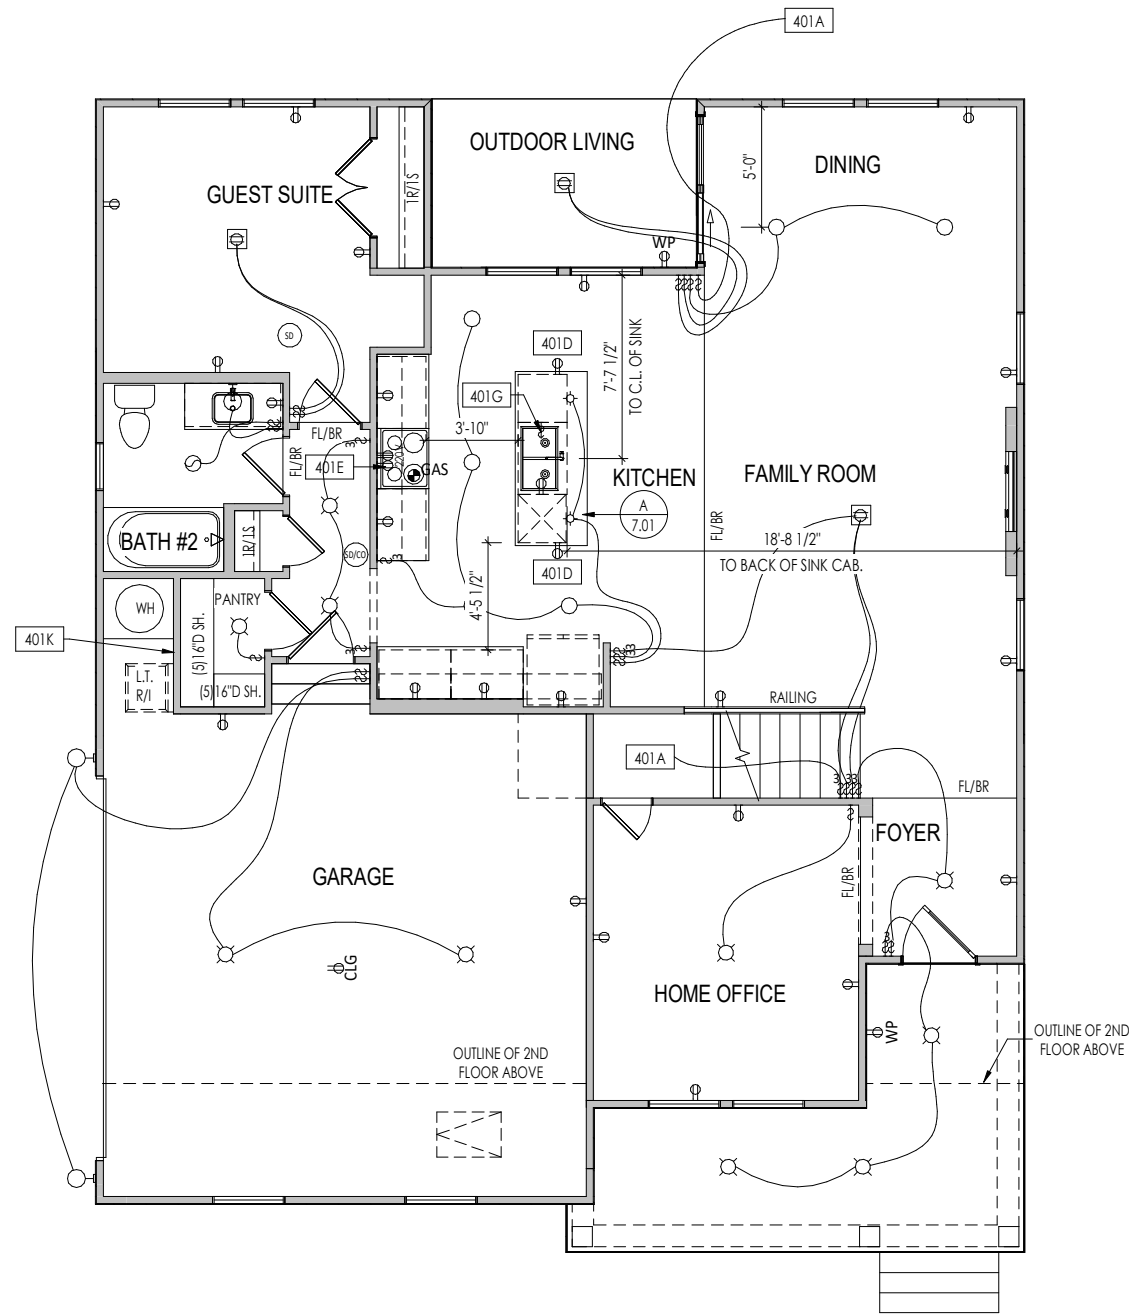 401A
OUTDOOR LIVING
DINING
5'-0"
GUEST SUITE
1R/1S
WP
SD
401D
7'-7 1/2"
TO C.L. OF SINK
401G
3'-10"
FL/BR
FL/BR
401E
220V
GAS
KITCHEN
FAMILY ROOM
A
7.01
FL/BR
18'-8 1/2"
TO BACK OF SINK CAB.
BATH #2
1R/1S
SD/CO
401D
4'-5 1/2"
WH
PANTRY
401K
(5)16"D SH.
L.T.
R/I
(5)16"D SH.
RAILING
401A
FL/BR
FOYER
GARAGE
FL/BR
CLG
HOME OFFICE
WP
OUTLINE OF 2ND
FLOOR ABOVE
OUTLINE OF 2ND
FLOOR ABOVE